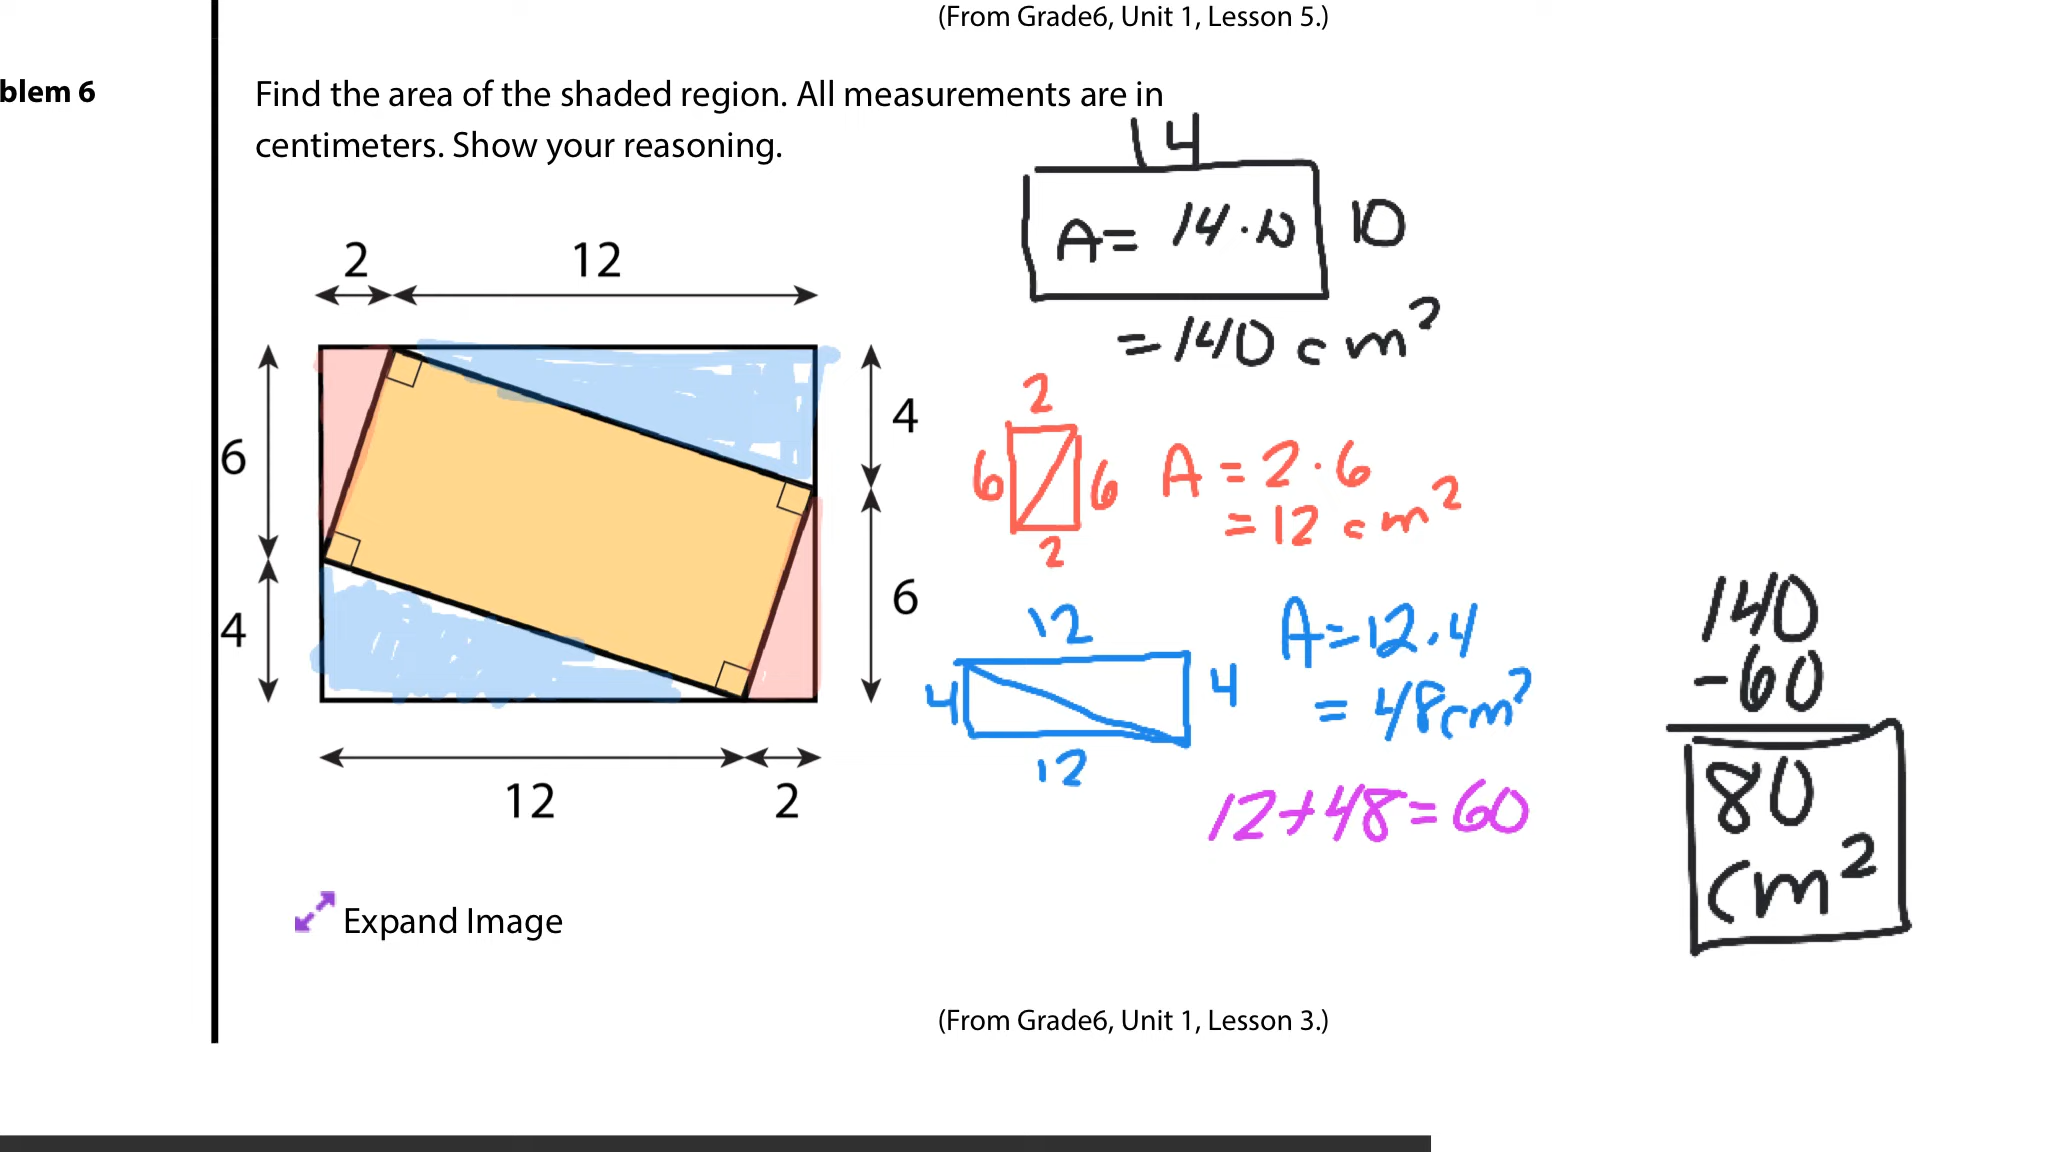 (From Grade6, Unit 1, Lesson 5.)
blem 6
Find the area of the shaded region. All measurements are in
centimeters. Show your reasoning.
2
12
6
4
4
6
12
2
14
A = 14 · 10
10
= 140 cm²
2
6
6
2
A = 2 · 6
= 12 cm²
12
4
4
12
A = 12 . 4
= 48 cm²
12 + 48 = 60
140
- 60
80
cm²
Expand Image
(From Grade6, Unit 1, Lesson 3.)